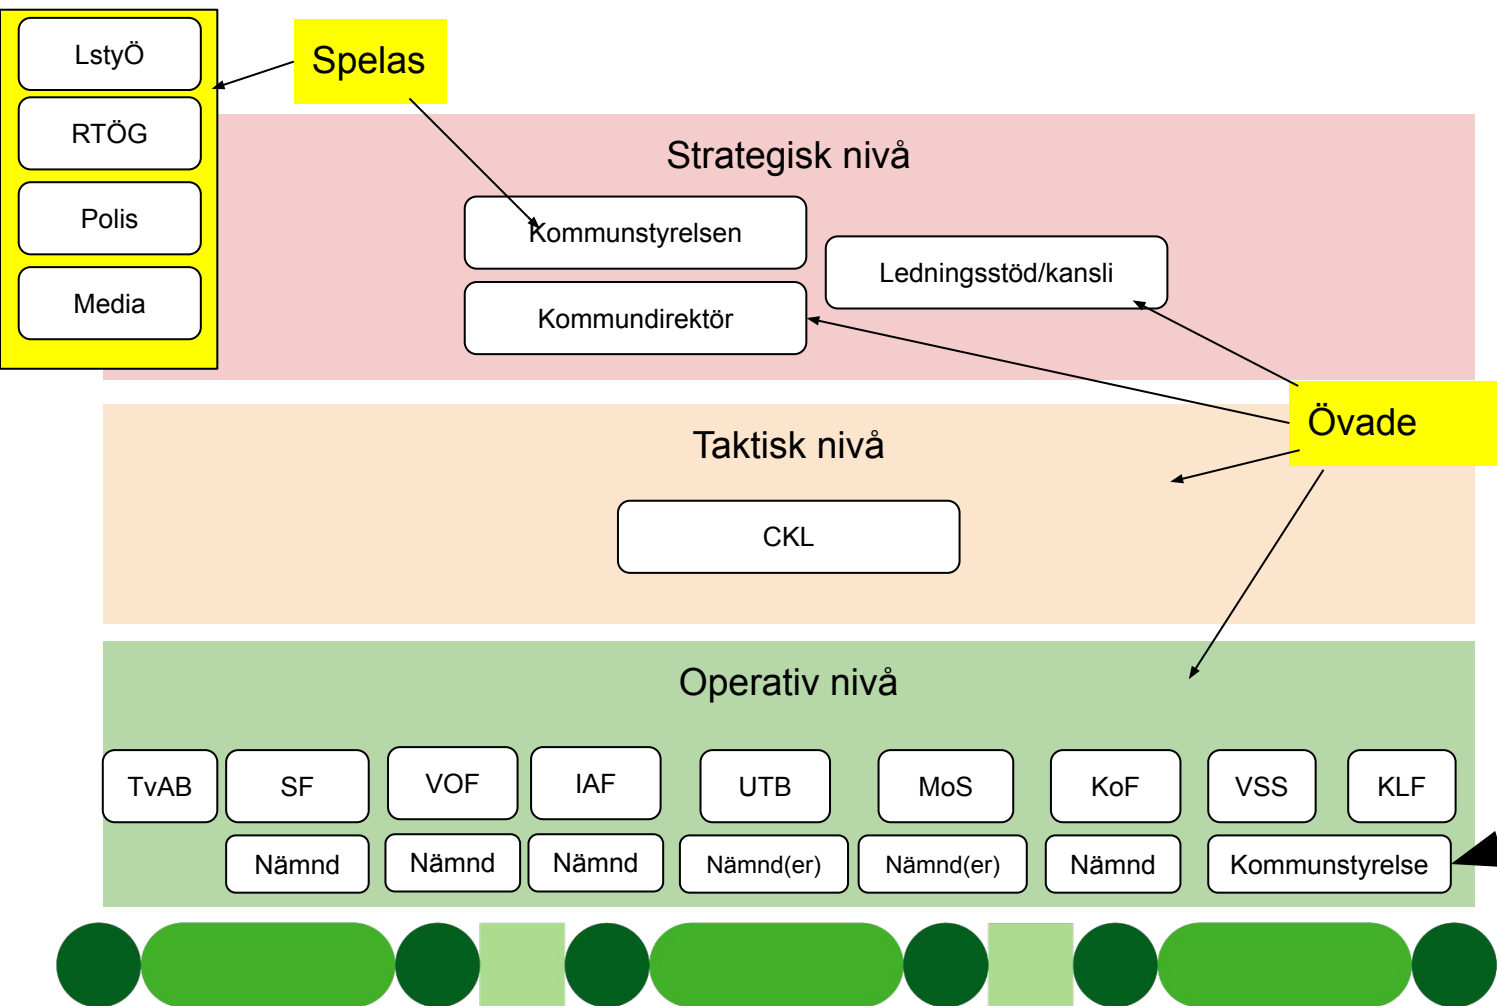 LstyÖ
RTÖG
Polis
Media
Spelas
Strategisk nivå
Kommunstyrelsen
Ledningsstöd/kansli
Kommundirektör
Övade
Taktisk nivå
CKL
Operativ nivå
TvAB
SF
VOF
IAF
UTB
MoS
KoF
VSS
KLF
Nämnd
Nämnd
Nämnd
Nämnd(er)
Nämnd(er)
Nämnd
Kommunstyrelse